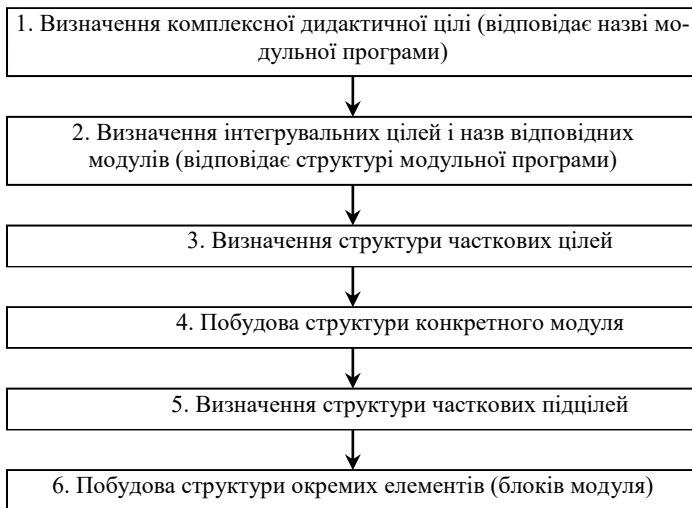 1. Визначення комплексної дидактичної цілі (відповідає назві мо-
дульної програми)
2. Визначення інтегрувальних цілей і назв відповідних
модулів (відповідає структурі модульної програми)
3. Визначення структури часткових цілей
4. Побудова структури конкретного модуля
5. Визначення структури часткових підцілей
6. Побудова структури окремих елементів (блоків модуля)